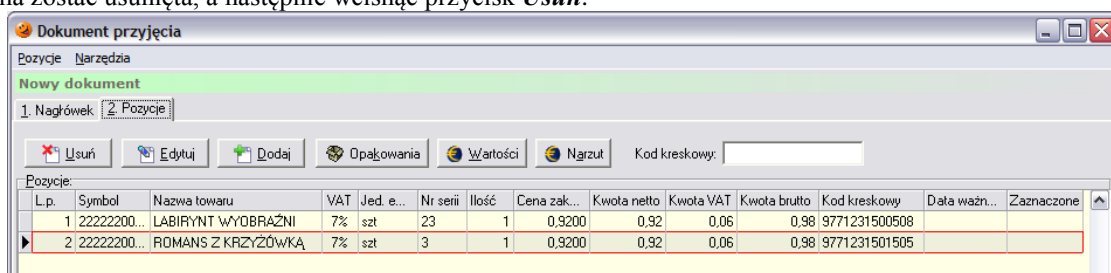 na zostać usunięta, a następnie wcisnąć przycisk Usuń.
Dokument przyjęcia
Pozycje Narzędzia
Nowy dokument
1. Nagłówek 2. Pozycje
Usuń Edytuj Dodaj Opakowania Wartości Narzut Kod kreskowy:
Pozycje:
L.p. Symbol Nazwa towaru VAT Jed. e... Nr serii Ilość Cena zak... Kwota netto Kwota VAT Kwota brutto Kod kreskowy Data ważn... Zaznaczone
1 22222200... LABIRYNT WYOBRAŹNI 7% szt 23 1 0,9200 0,92 0,06 0,98 9771231500508
2 22222200... ROMANS Z KRZYŻÓWKĄ 7% szt 3 1 0,9200 0,92 0,06 0,98 9771231501505